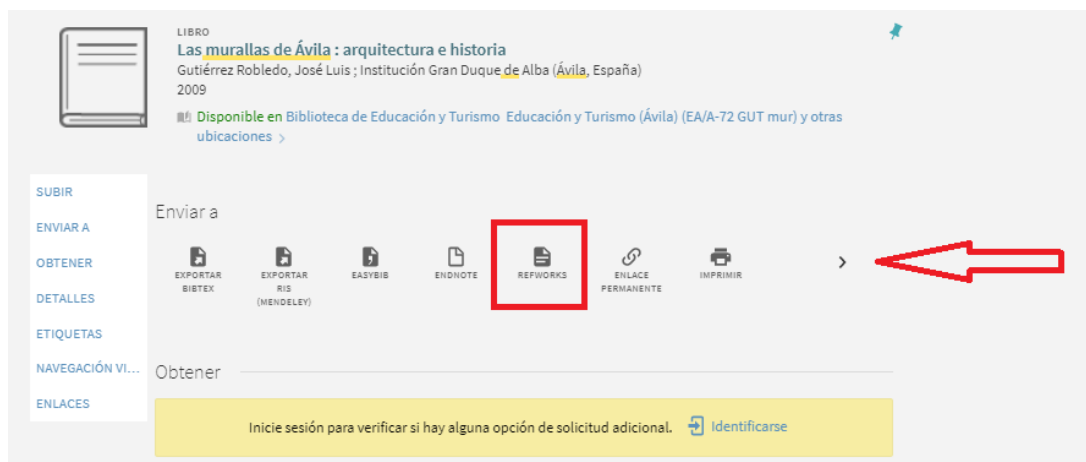 LIBRO
Las murallas de Ávila : arquitectura e historia
Gutiérrez Robledo, José Luis ; Institución Gran Duque de Alba (Ávila, España)
2009
Disponible en Biblioteca de Educación y Turismo Educación y Turismo (Ávila) (EA/A-72 GUT mur) y otras
ubicaciones >
SUBIR
ENVIAR A
OBTENER
DETALLES
ETIQUETAS
NAVEGACIÓN VI...
ENLACES
Enviar a
EXPORTAR
BIBTEX
EXPORTAR
RIS
(MENDELEY)
EASYBIB
ENDNOTE
REFWORKS
ENLACE
PERMANENTE
IMPRIMIR
Obtener
Inicie sesión para verificar si hay alguna opción de solicitud adicional. Identificarse